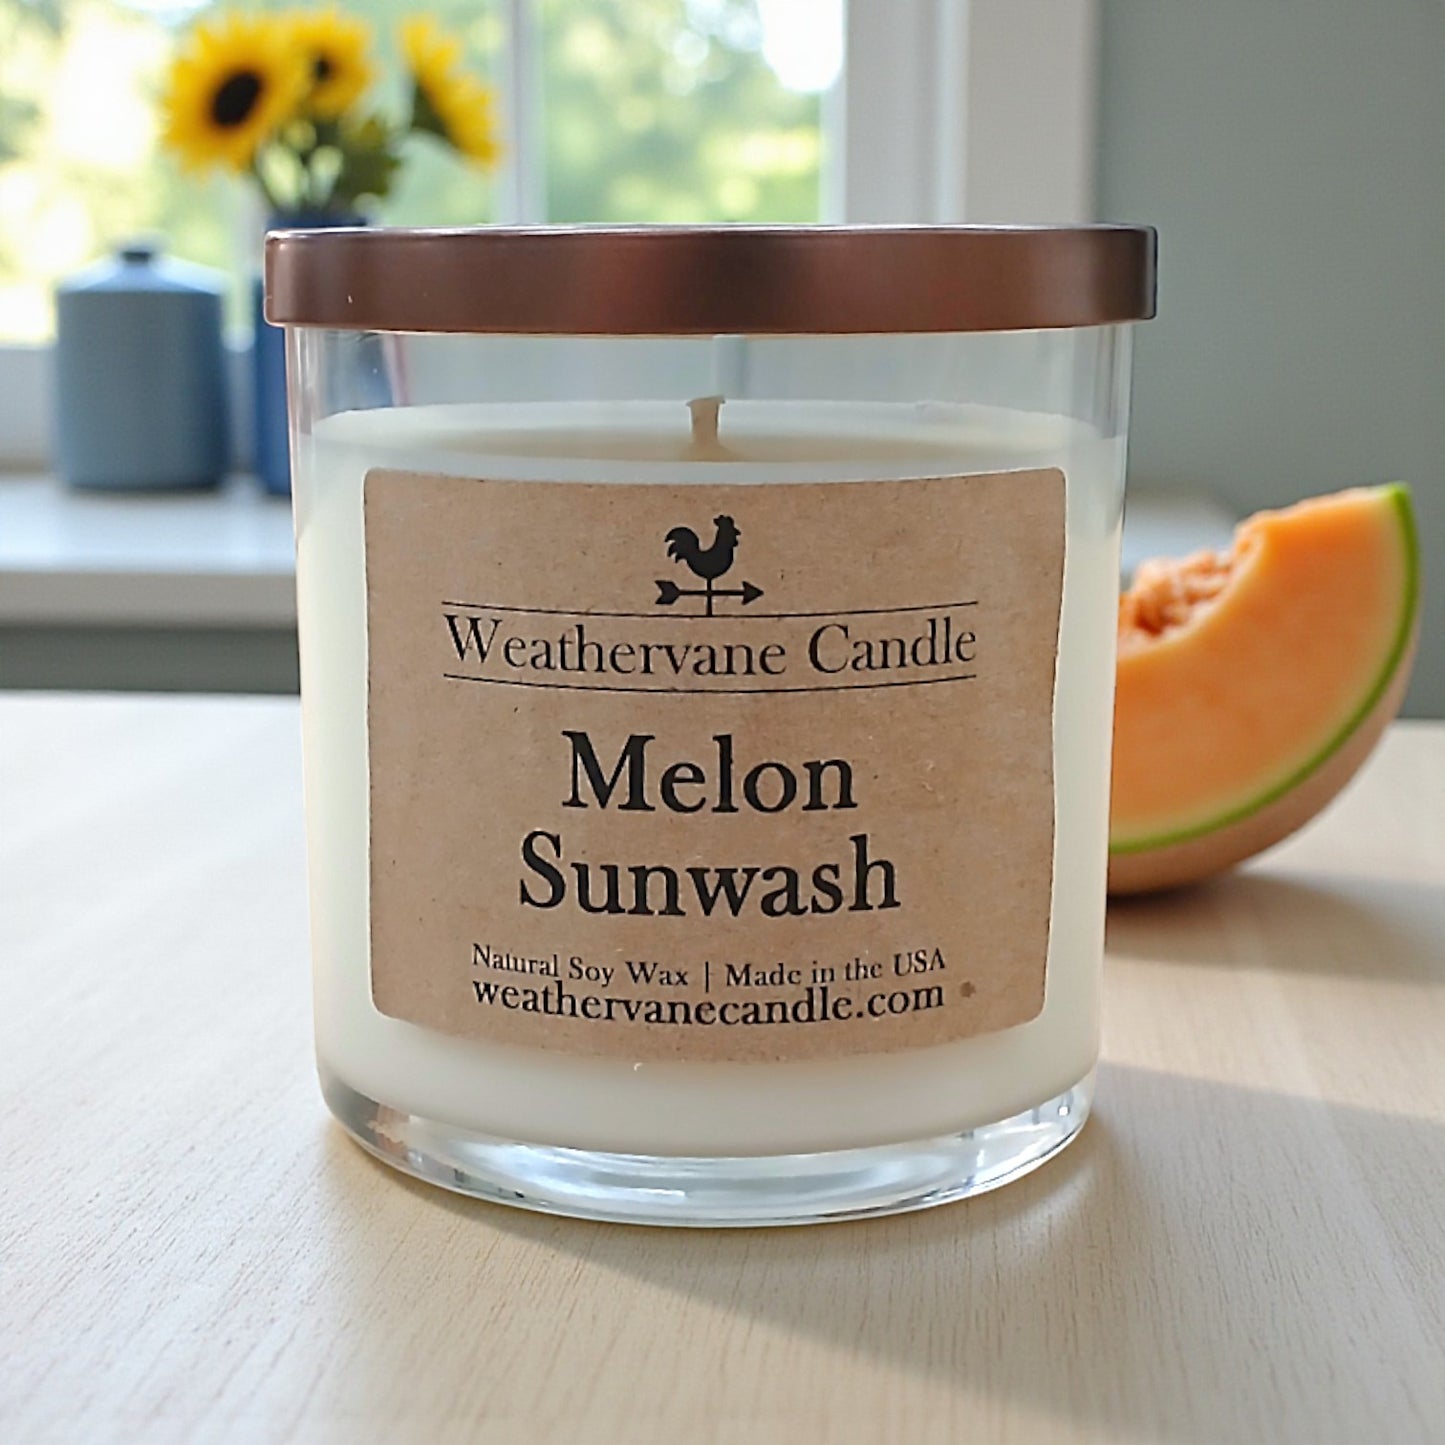 Weathervane Candle
Melon
Sunwash
Natural Soy Wax | Made in the USA
weathervanecandle.com